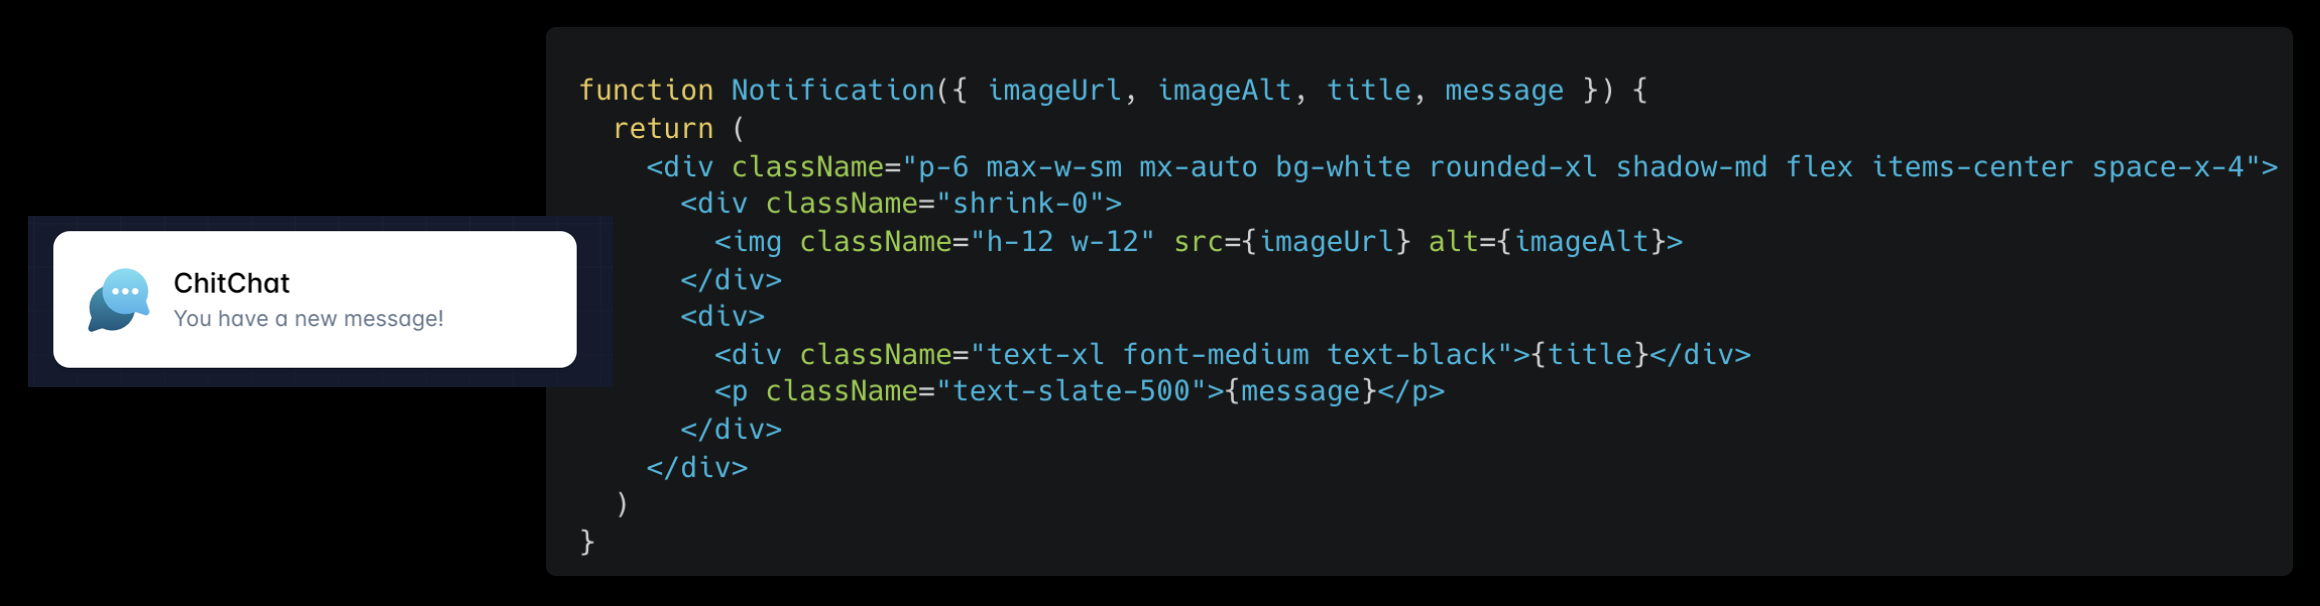 ChitChat
You have a new message!
function Notification({ imageUrl, imageAlt, title, message }) {
  return (
    <div className="p-6 max-w-sm mx-auto bg-white rounded-xl shadow-md flex items-center space-x-4">
      <div className="shrink-0">
        <img className="h-12 w-12" src={imageUrl} alt={imageAlt}>
      </div>
      <div>
        <div className="text-xl font-medium text-black">{title}</div>
        <p className="text-slate-500">{message}</p>
      </div>
    </div>
  )
}